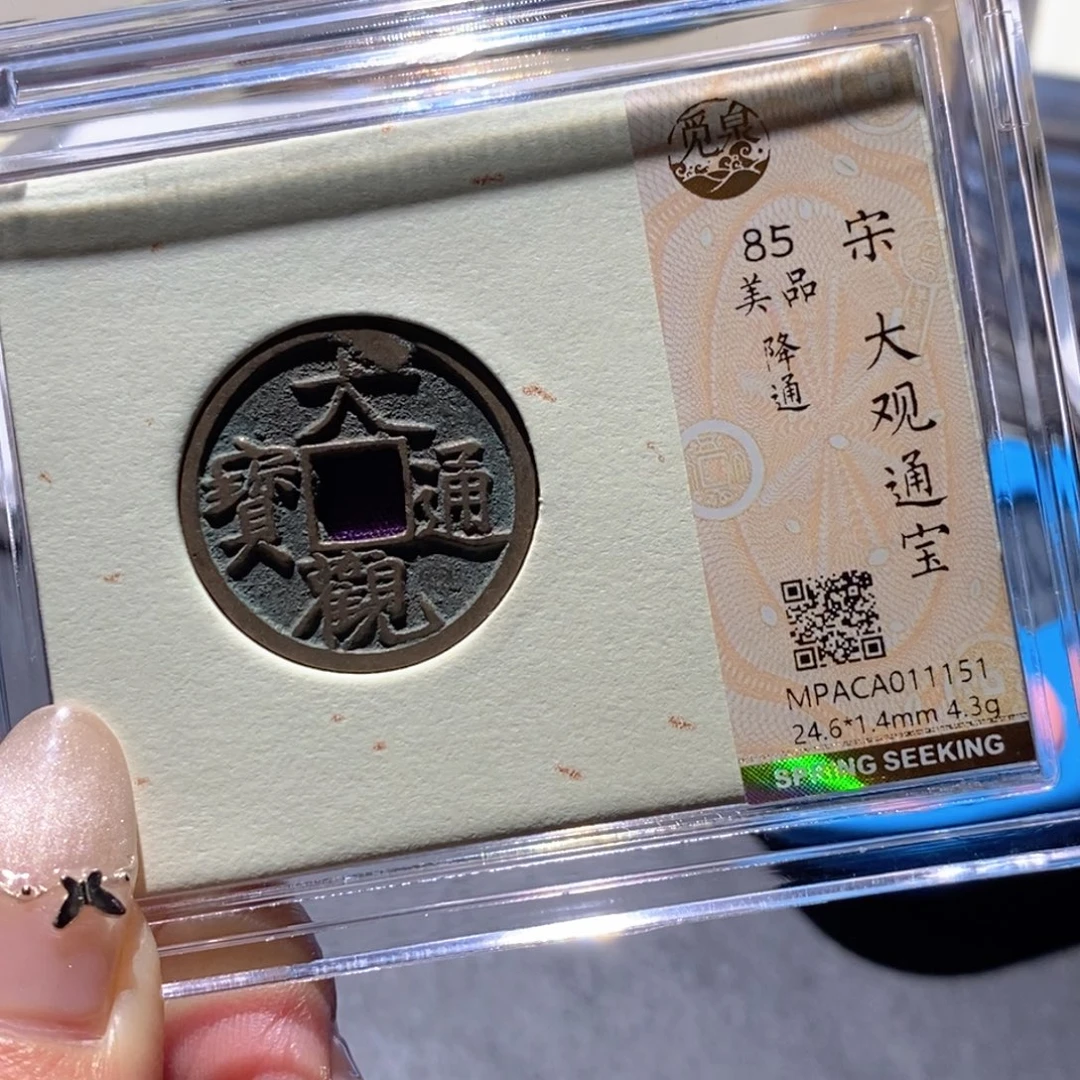 大
寶 通
觀
觅泉
85
美品
降通
宋 大观通宝
MPACA011151
24.6*1.4mm 4.3g
SPRING SEEKING